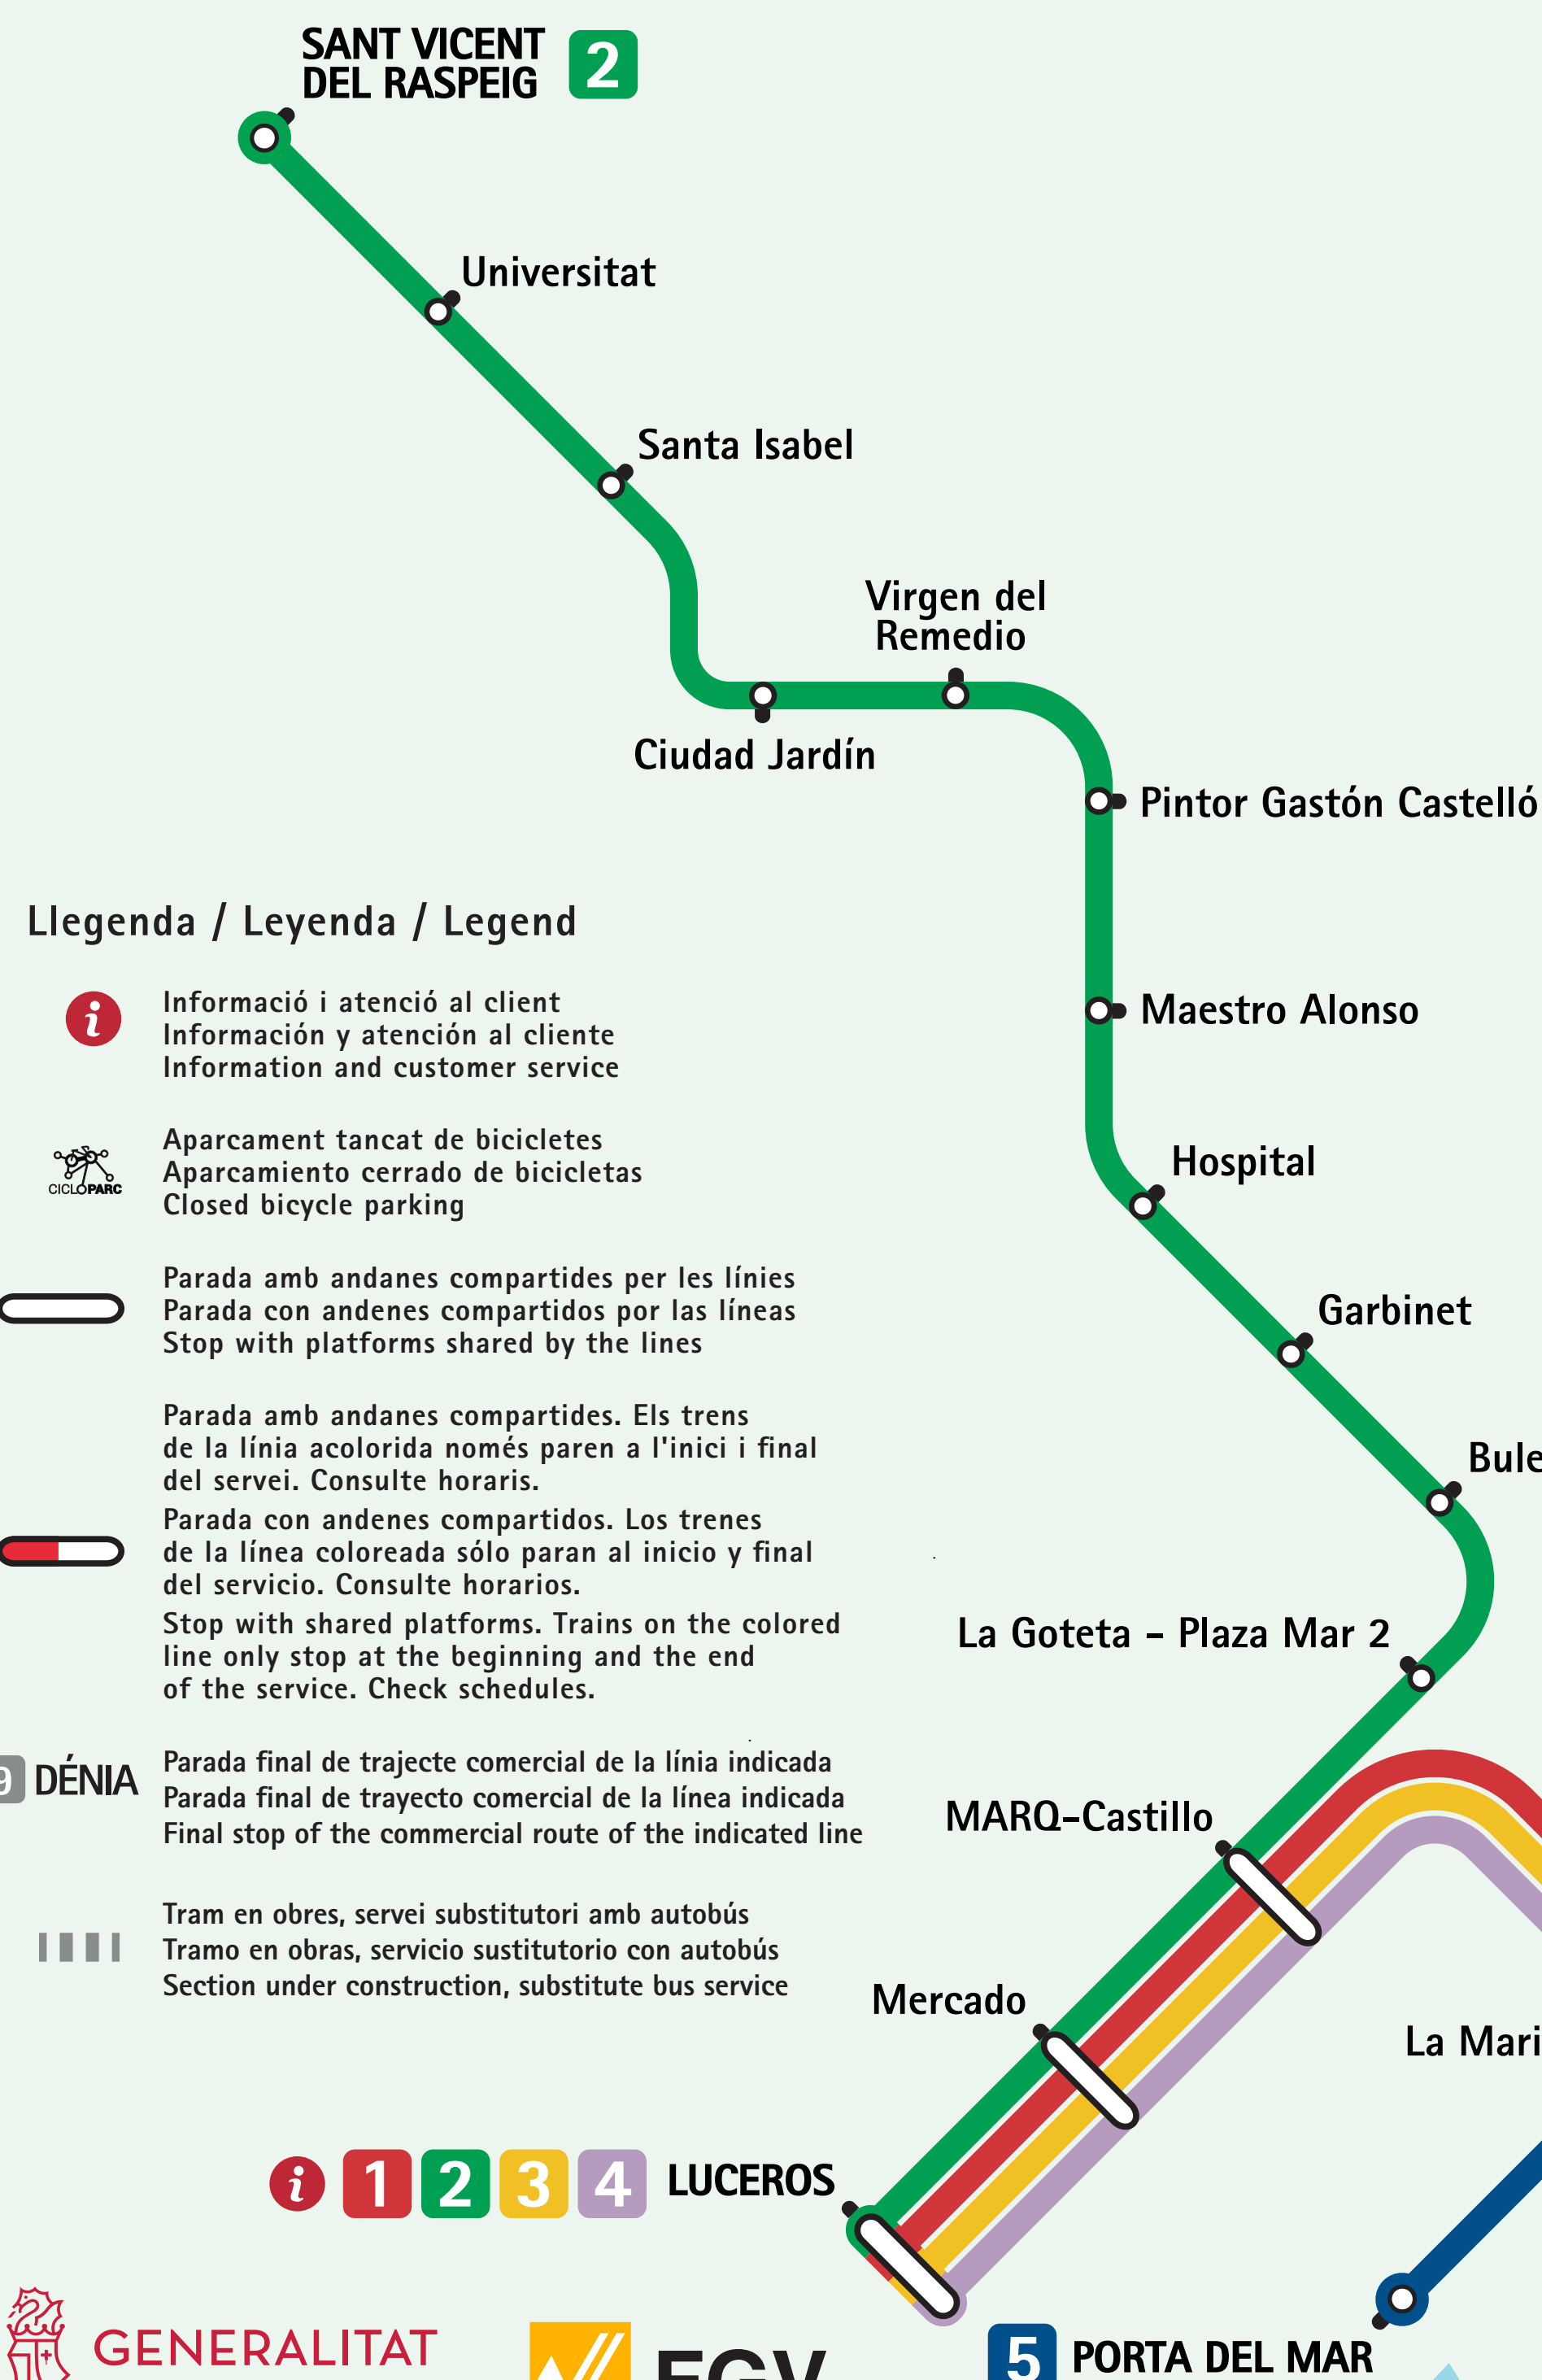 SANT VICENT
DEL RASPEIG
2
Universitat
Santa Isabel
Virgen del
Remedio
Ciudad Jardín
Pintor Gastón Castelló
Llegenda / Leyenda / Legend
i
Informació i atenció al client
Información y atención al cliente
Information and customer service
Maestro Alonso
CICLOPARC
Aparcament tancat de bicicletes
Aparcamiento cerrado de bicicletas
Closed bicycle parking
Hospital
Parada amb andanes compartides per les línies
Parada con andenes compartidos por las líneas
Stop with platforms shared by the lines
Garbinet
Parada amb andanes compartides. Els trens
de la línia acolorida només paren a l'inici i final
del servei. Consulte horaris.
Bule
Parada con andenes compartidos. Los trenes
de la línea coloreada sólo paran al inicio y final
del servicio. Consulte horarios.
Stop with shared platforms. Trains on the colored
line only stop at the beginning and the end
of the service. Check schedules.
La Goteta - Plaza Mar 2
9 DÉNIA
Parada final de trajecte comercial de la línia indicada
Parada final de trayecto comercial de la línea indicada
Final stop of the commercial route of the indicated line
MARQ-Castillo
Tram en obres, servei substitutori amb autobús
Tramo en obras, servicio sustitutorio con autobús
Section under construction, substitute bus service
Mercado
La Mari
i 1 2 3 4 LUCEROS
GENERALITAT
FGV
5 PORTA DEL MAR